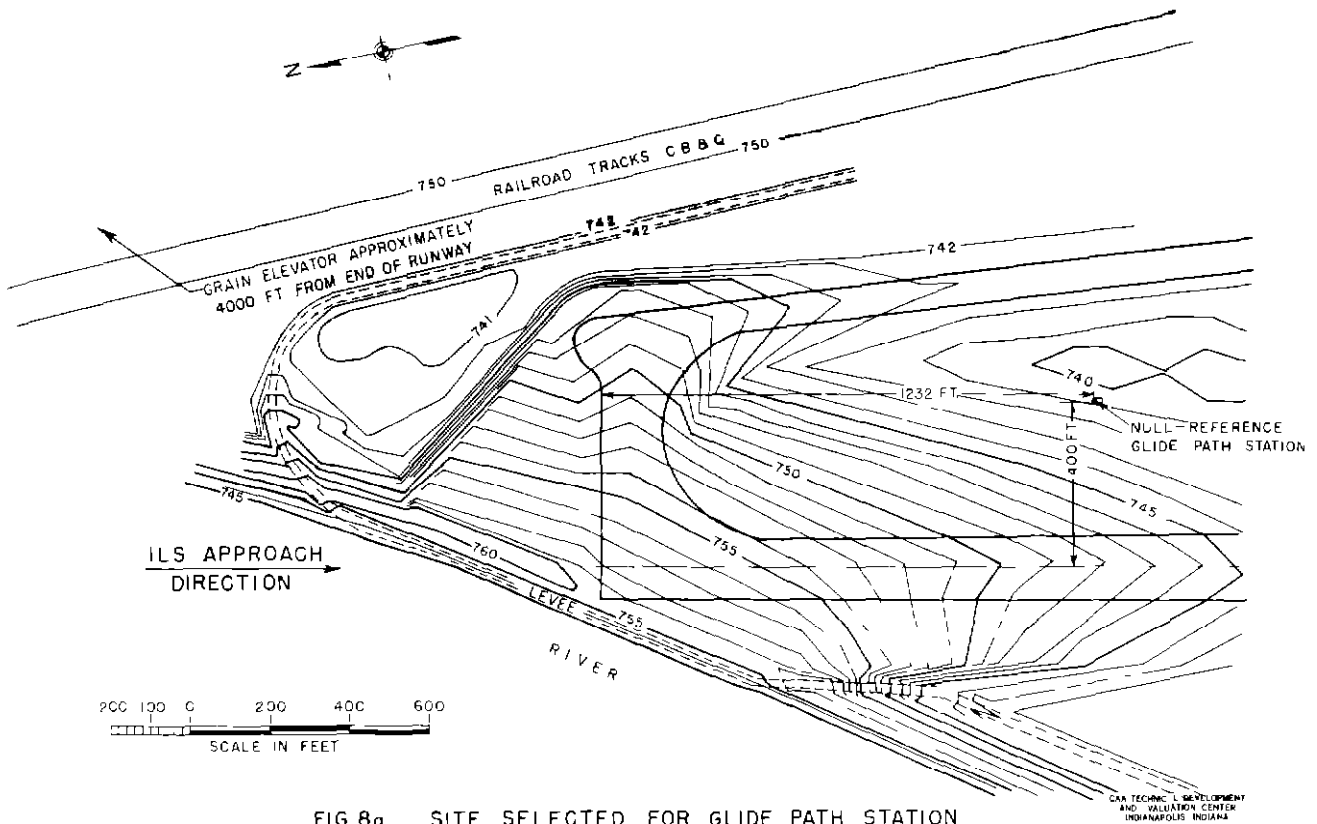 N
750
RAILROAD TRACKS C B & Q
750
GRAIN ELEVATOR APPROXIMATELY
4000 FT FROM END OF RUNWAY
742
742
742
741
740
1232 FT.
NULL-REFERENCE
GLIDE PATH STATION
400 FT
750
745
755
745
760
ILS APPROACH
DIRECTION
LEVEE
755
RIVER
200 100 0 200 400 600
SCALE IN FEET
FIG 8a SITE SELECTED FOR GLIDE PATH STATION
CAA TECHNIC L DEVELOPMENT
AND VALUATION CENTER
INDIANAPOLIS INDIANA